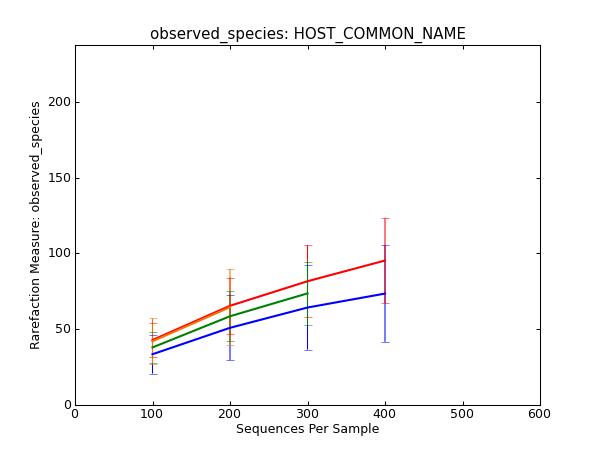 observed_species: HOST_COMMON_NAME
Rarefaction Measure: observed_species
200
150
100
50
0
0 100 200 300 400 500 600
Sequences Per Sample